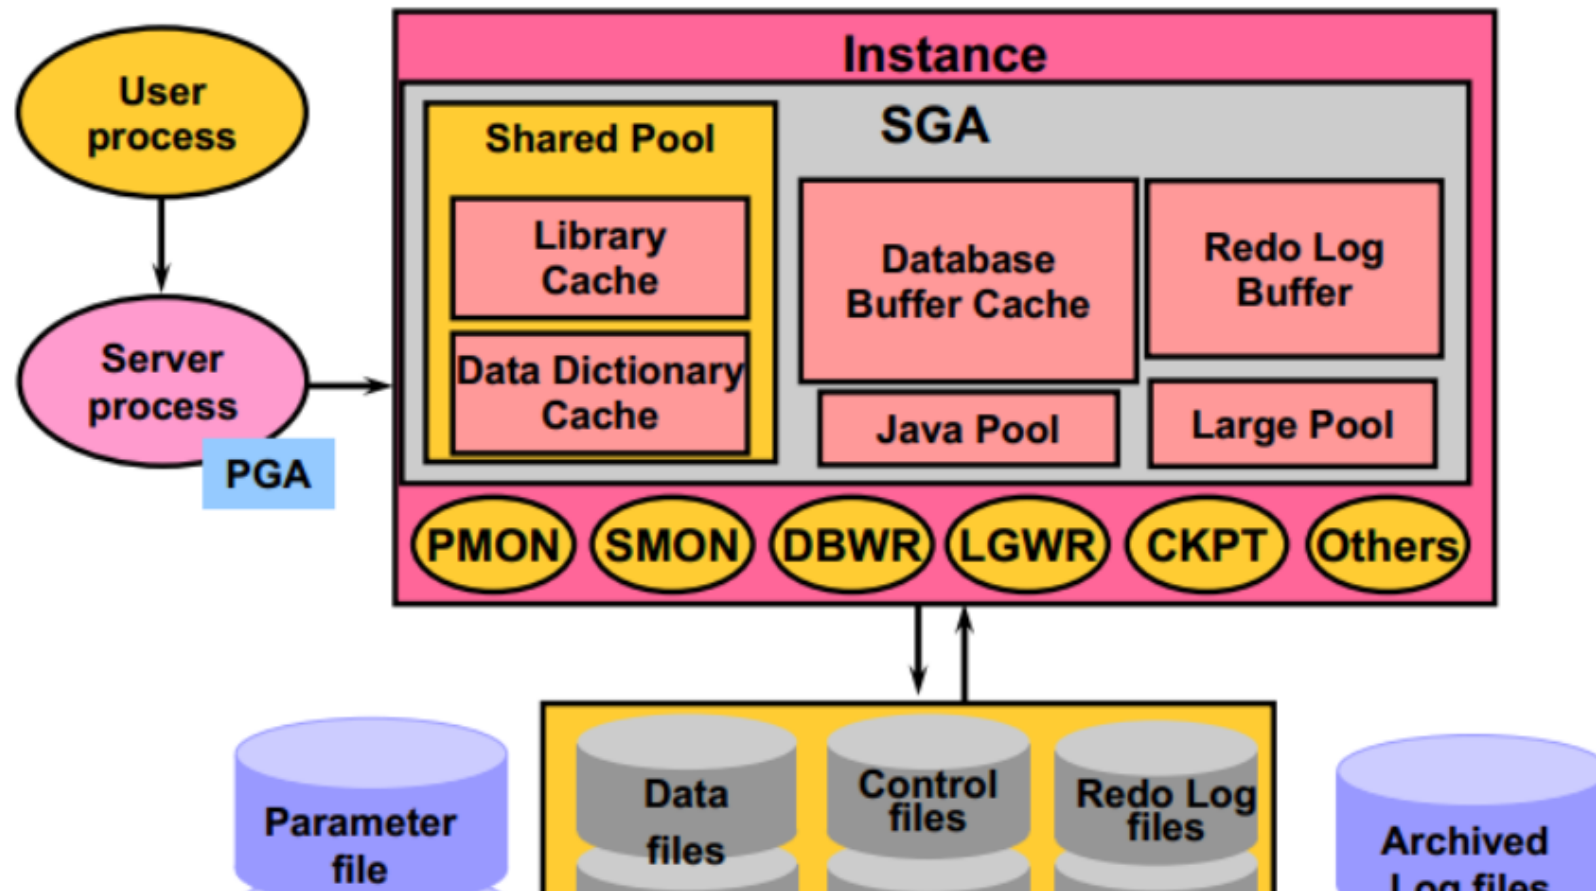 Instance
User
process
SGA
Shared Pool
Library
Cache
Database
Buffer Cache
Redo Log
Buffer
Server
process
Data Dictionary
Cache
Java Pool
Large Pool
PGA
PMON
SMON
DBWR
LGWR
CKPT
Others
Parameter
file
Data
files
Control
files
Redo Log
files
Archived
Log files